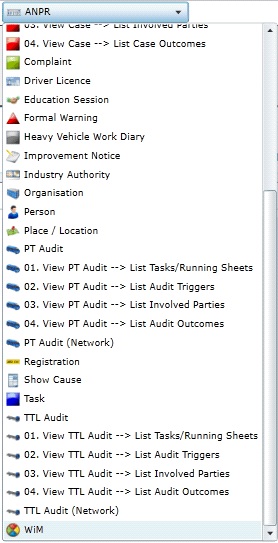 ANPR
03. View Case --> List Involved Parties
04. View Case --> List Case Outcomes
Complaint
Driver Licence
Education Session
Formal Warning
Heavy Vehicle Work Diary
Improvement Notice
Industry Authority
Organisation
Person
Place / Location
PT Audit
01. View PT Audit --> List Tasks/Running Sheets
02. View PT Audit --> List Audit Triggers
03. View PT Audit --> List Involved Parties
04. View PT Audit --> List Audit Outcomes
PT Audit (Network)
Registration
Show Cause
Task
TTL Audit
01. View TTL Audit --> List Tasks/Running Sheets
02. View TTL Audit --> List Audit Triggers
03. View TTL Audit --> List Involved Parties
04. View TTL Audit --> List Audit Outcomes
TTL Audit (Network)
WiM